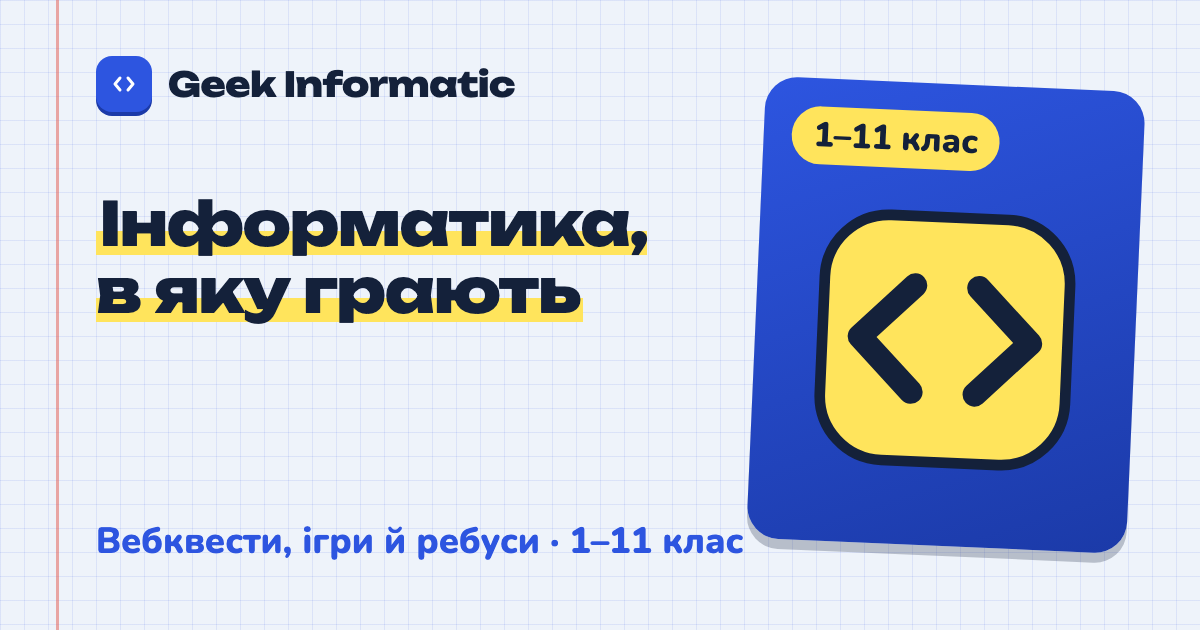 Geek Informatic
1–11 клас
Інформатика,
в яку грають
Вебквести, ігри й ребуси · 1–11 клас